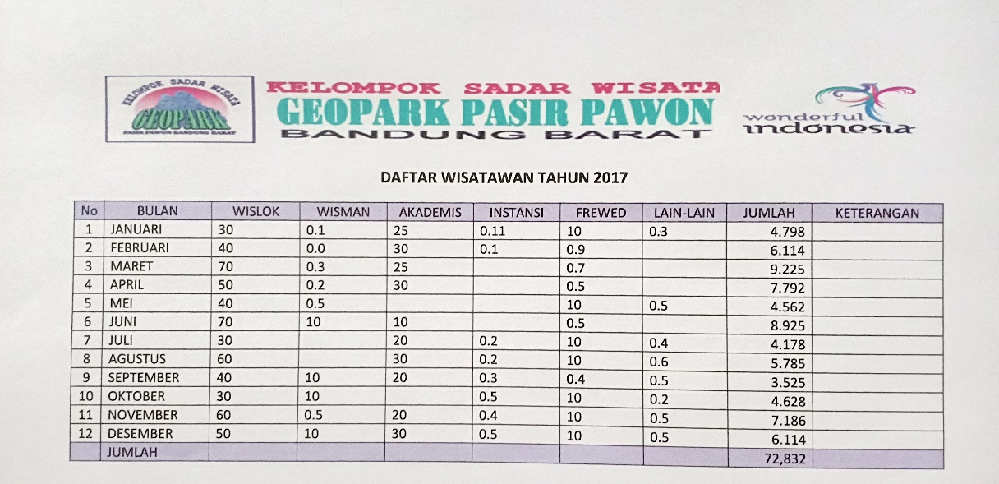 KELOMPOK SADAR WISATA
GEOPARK
PASIR PAWON BANDUNG BARAT
KELOMPOK SADAR WISATA
GEOPARK PASIR PAWON
BANDUNG BARAT
wonderful
indonesia
DAFTAR WISATAWAN TAHUN 2017
No BULAN WISLOK WISMAN AKADEMIS INSTANSI FREWED LAIN-LAIN JUMLAH KETERANGAN
1 JANUARI 30 0.1 25 0.11 10 0.3 4.798
2 FEBRUARI 40 0.0 30 0.1 0.9 6.114
3 MARET 70 0.3 25 0.7 9.225
4 APRIL 50 0.2 30 0.5 7.792
5 MEI 40 0.5 10 0.5 4.562
6 JUNI 70 10 10 0.5 8.925
7 JULI 30 20 0.2 10 0.4 4.178
8 AGUSTUS 60 30 0.2 10 0.6 5.785
9 SEPTEMBER 40 10 20 0.3 0.4 0.5 3.525
10 OKTOBER 30 10 0.5 10 0.2 4.628
11 NOVEMBER 60 0.5 20 0.4 10 0.5 7.186
12 DESEMBER 50 10 30 0.5 10 0.5 6.114
JUMLAH 72,832